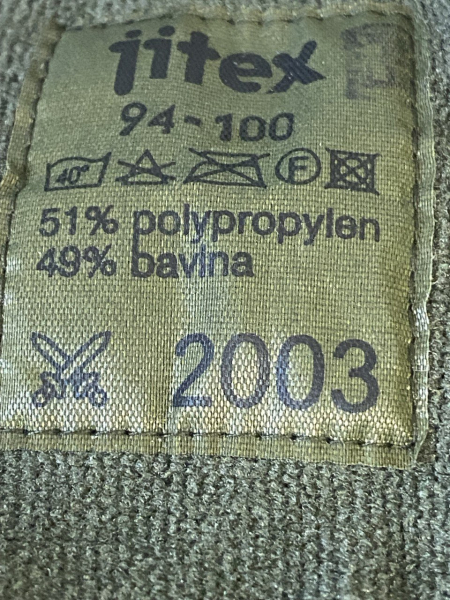 jitex
94-100
40°
F
51% polypropylen
49% bavlna
2003